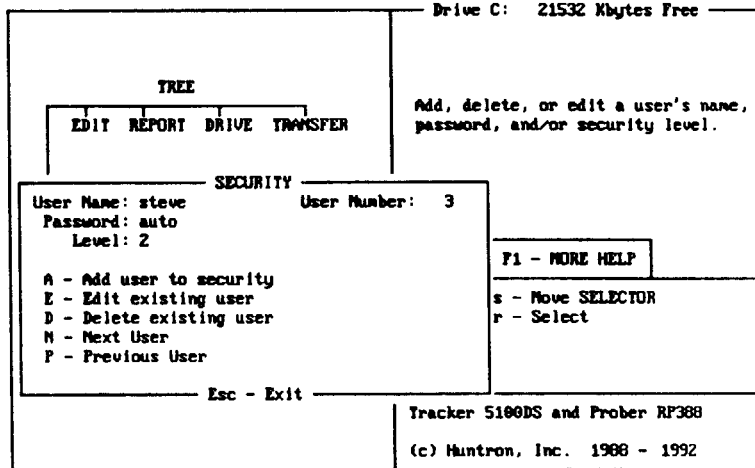 Drive C: 21532 Kbytes Free
TREE
EDIT REPORT DRIVE TRANSFER
Add, delete, or edit a user's name,
password, and/or security level.
SECURITY
User Name: steve User Number: 3
Password: auto
Level: 2
A - Add user to security
E - Edit existing user
D - Delete existing user
N - Next User
P - Previous User
Esc - Exit
F1 - MORE HELP
s - Move SELECTOR
r - Select
Tracker 5100DS and Prober RP388
(c) Huntron, Inc. 1988 - 1992